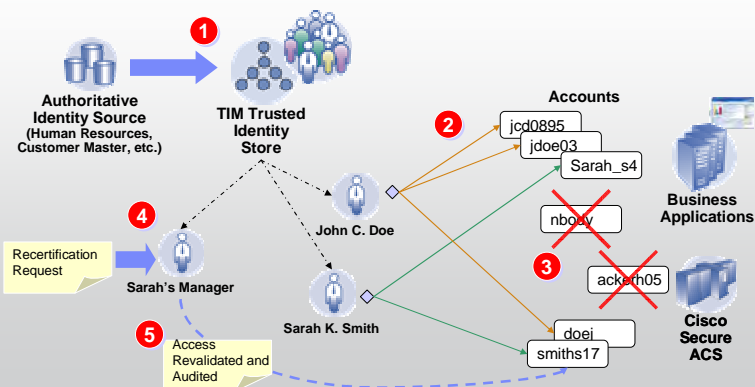 1
Authoritative
Identity Source
(Human Resources,
Customer Master, etc.)
TIM Trusted
Identity
Store
Accounts
2
jcd0895
jdoe03
Sarah_s4
Business
Applications
John C. Doe
nbody
3
ackerh05
Cisco
Secure
ACS
4
Recertification
Request
Sarah's Manager
Sarah K. Smith
5
Access
Revalidated and
Audited
doej
smiths17